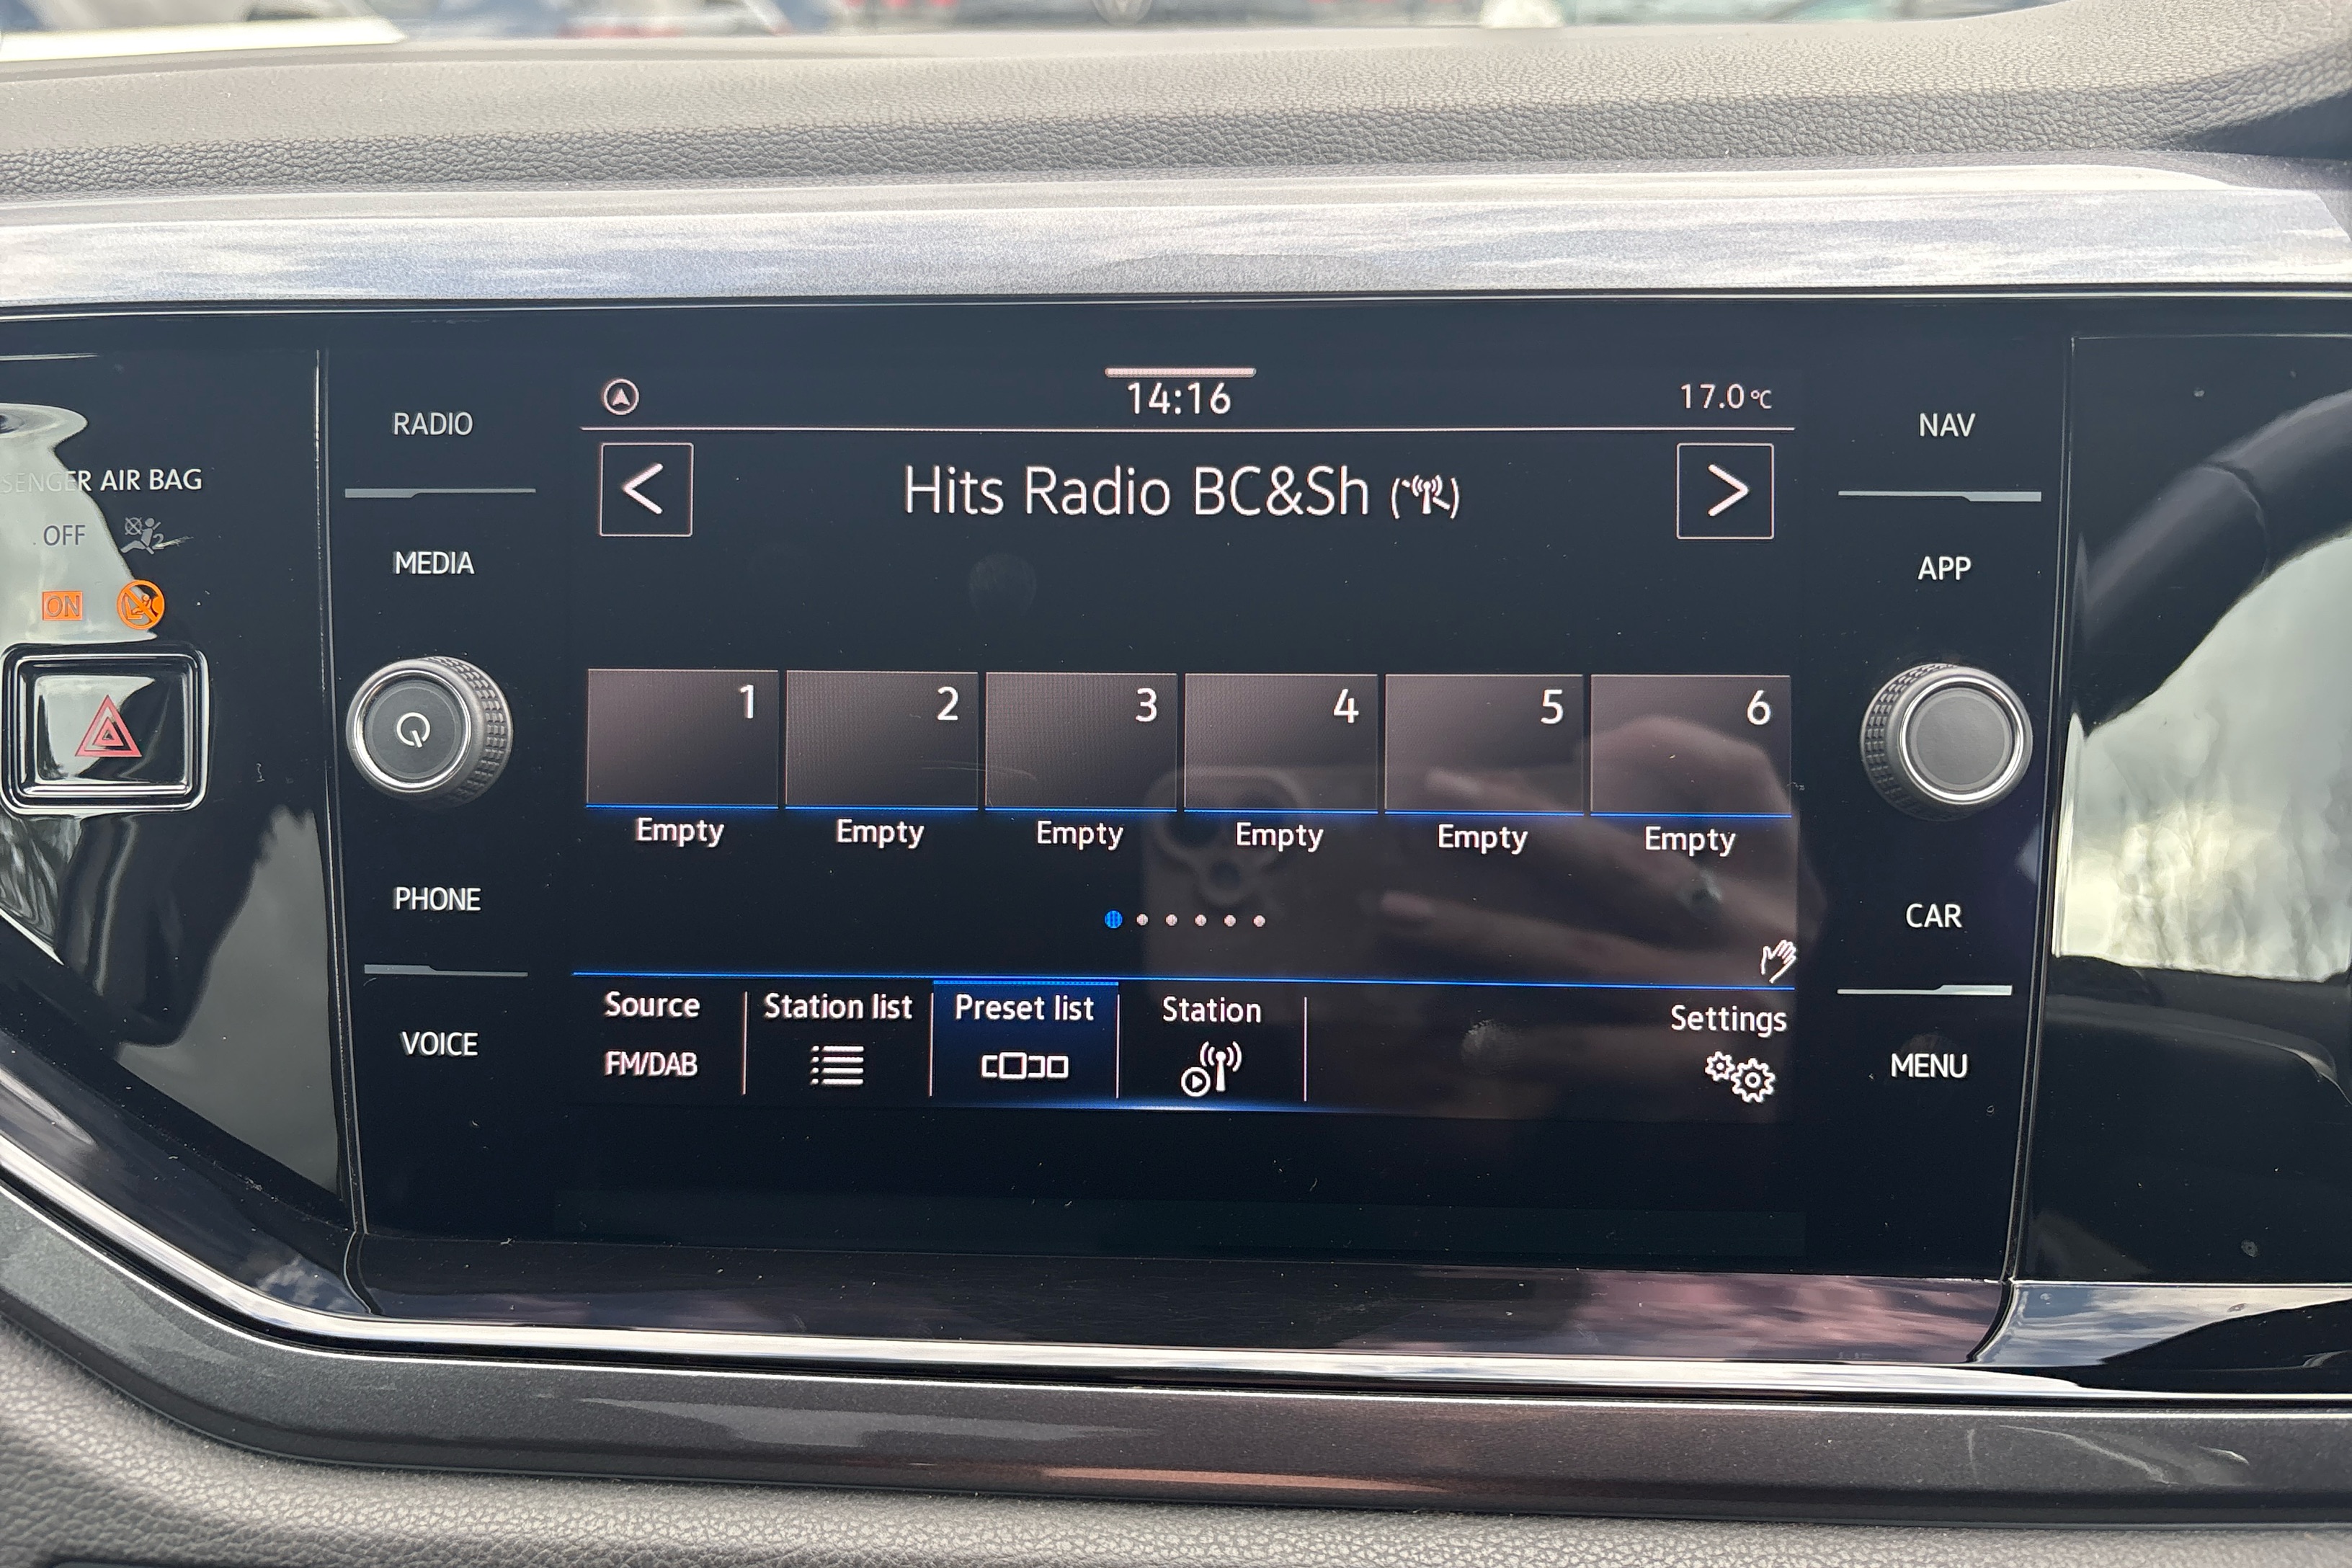 14:16
17.0 °C
RADIO
NAV
< Hits Radio BC&Sh >
AIR BAG
OFF
ON
MEDIA
APP
1 2 3 4 5 6
Empty Empty Empty Empty Empty Empty
PHONE
CAR
Source Station list Preset list Station Settings
FM/DAB
VOICE
MENU